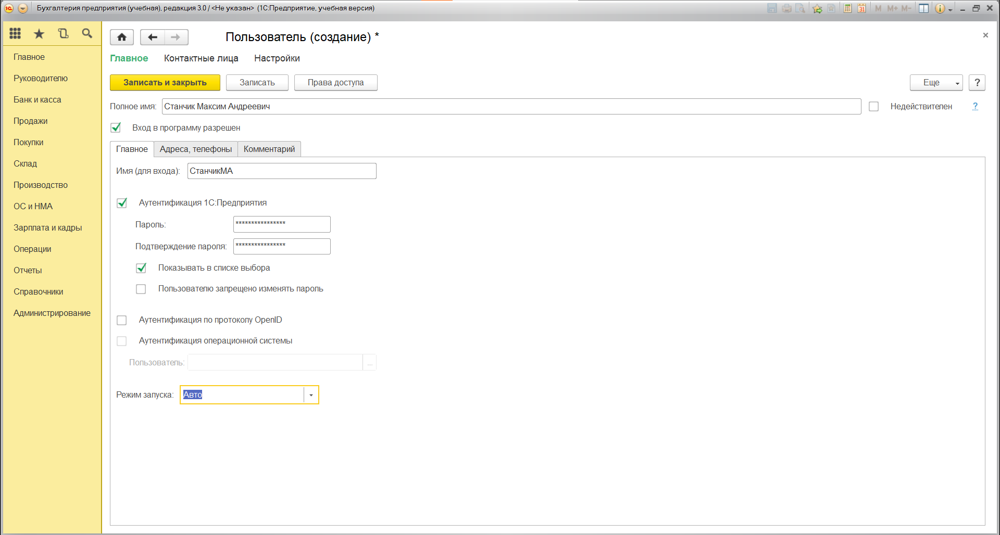 Бухгалтерия предприятия (учебная), редакция 3.0 / <Не указан> (1С:Предприятие, учебная версия)
M M+ M-
31
Главное
Руководителю
Банк и касса
Продажи
Покупки
Склад
Производство
ОС и НМА
Зарплата и кадры
Операции
Отчеты
Справочники
Администрирование
Пользователь (создание) *
Главное Контактные лица Настройки
Записать и закрыть Записать Права доступа Еще ?
Полное имя: Станчик Максим Андреевич Недействителен ?
Вход в программу разрешен
Главное Адреса, телефоны Комментарий
Имя (для входа): СтанчикМА
Аутентификация 1С:Предприятия
Пароль: ****************
Подтверждение пароля: ****************
Показывать в списке выбора
Пользователю запрещено изменять пароль
Аутентификация по протоколу OpenID
Аутентификация операционной системы
Пользователь: ...
Режим запуска: Авто